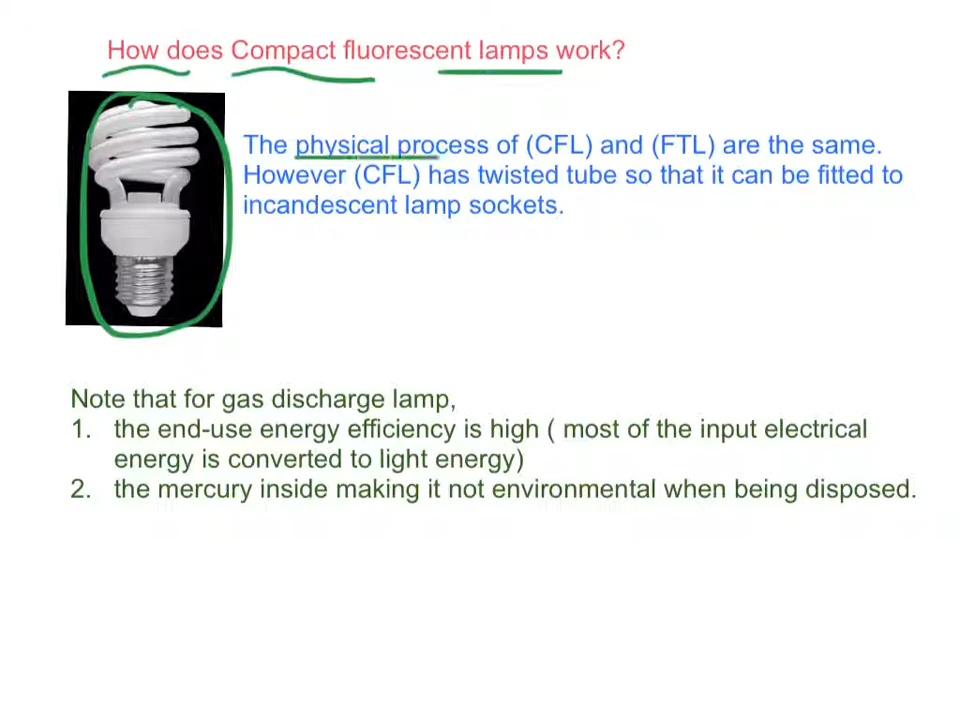 How does Compact fluorescent lamps work?
The physical process of (CFL) and (FTL) are the same.
However (CFL) has twisted tube so that it can be fitted to
incandescent lamp sockets.
Note that for gas discharge lamp,
1. the end-use energy efficiency is high ( most of the input electrical
energy is converted to light energy)
2. the mercury inside making it not environmental when being disposed.